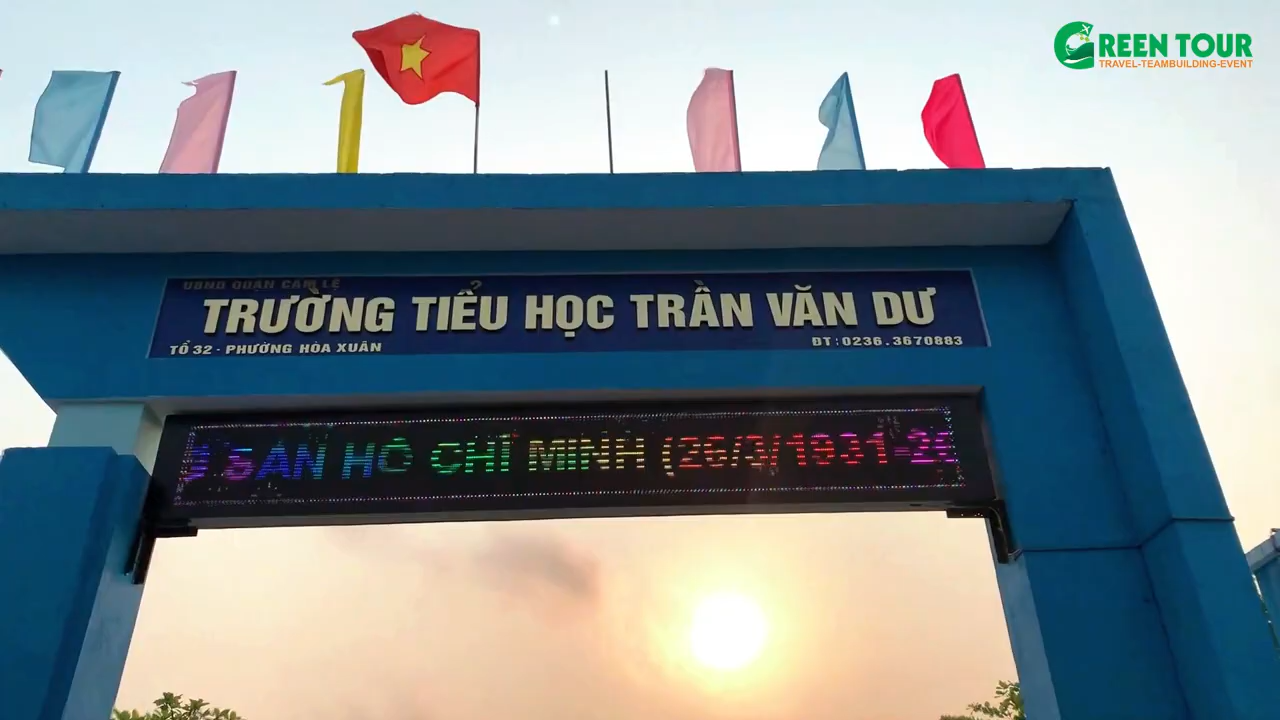 GREEN TOUR
TRAVEL-TEAMBUILDING-EVENT
UBND QUẬN CẨM LỆ
TRƯỜNG TIỂU HỌC TRẦN VĂN DƯ
TỔ 32 - PHƯỜNG HÒA XUÂN
ĐT: 0236.3670883
HỒ CHÍ MINH (26/3/1931-2